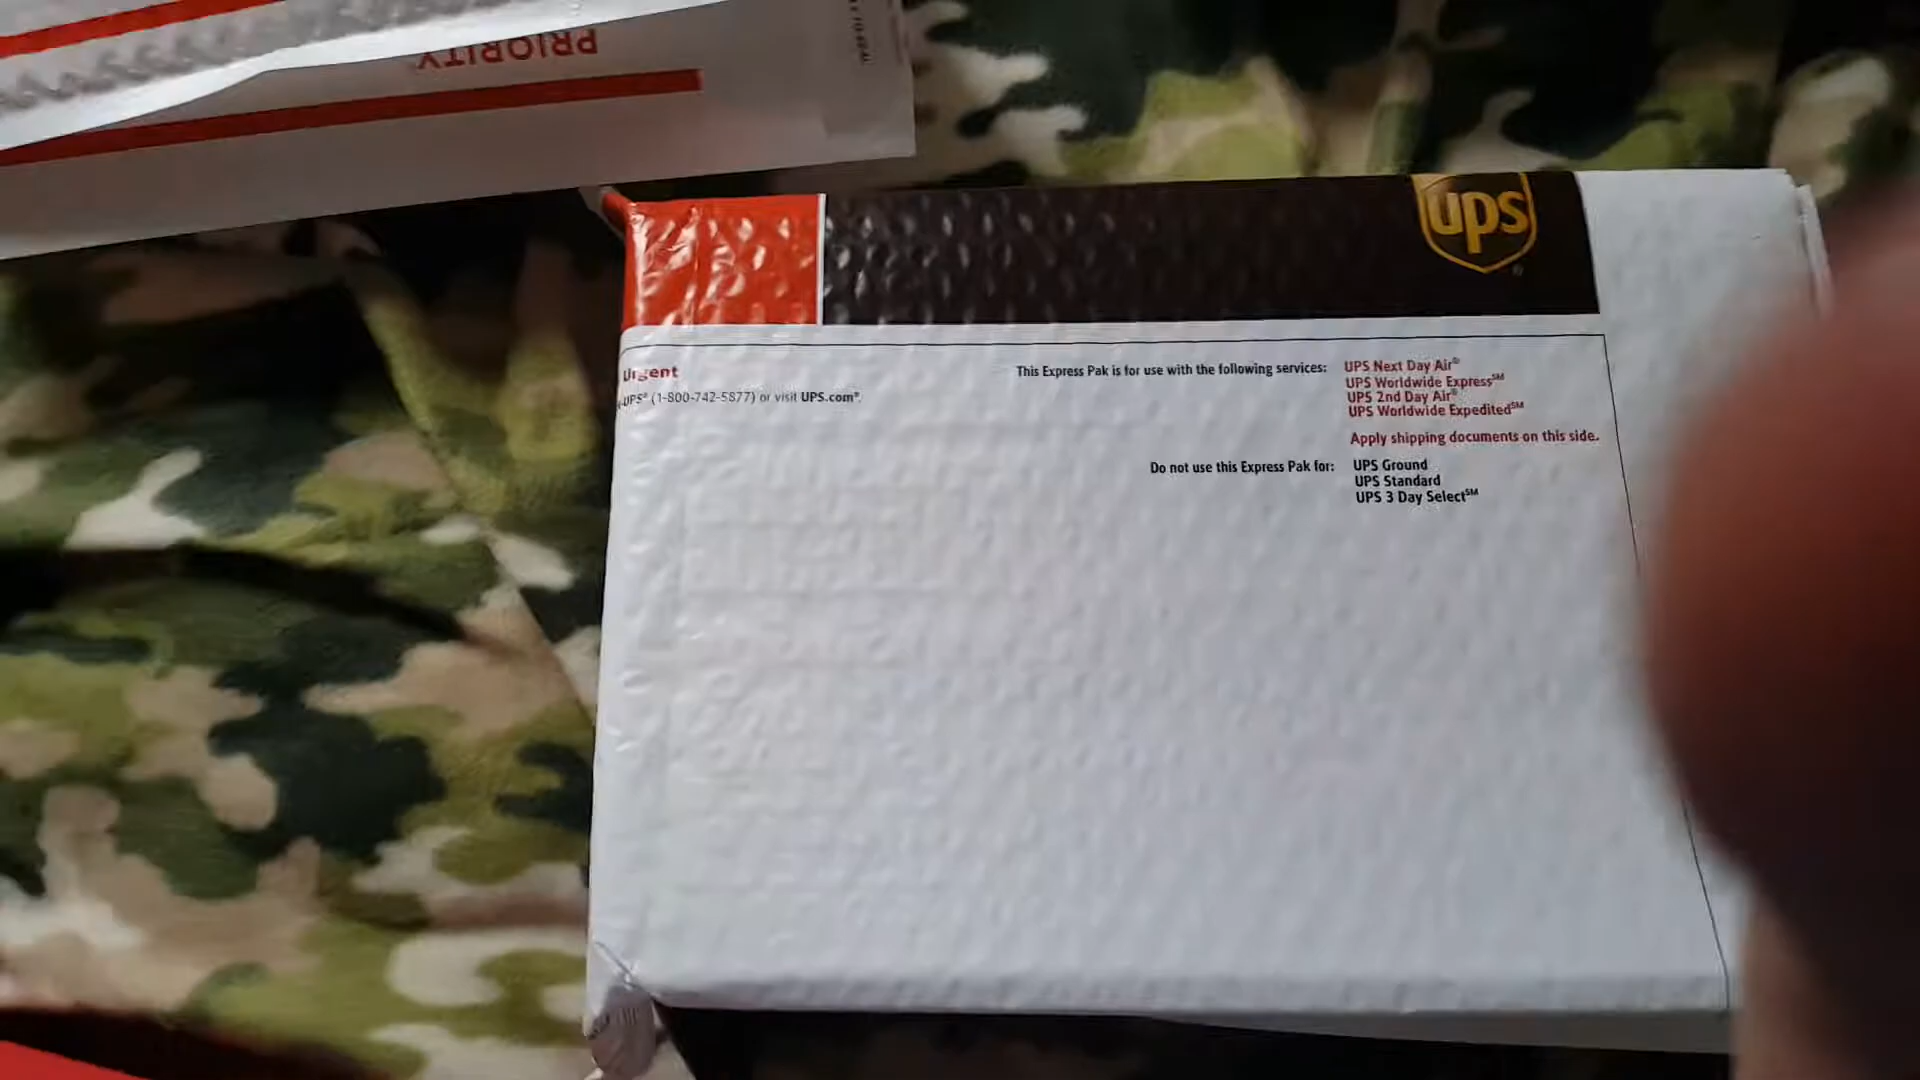 PRIORITY
ups
Urgent
-UPS® (1-800-742-5877) or visit UPS.com®.
This Express Pak is for use with the following services:
UPS Next Day Air®
UPS Worldwide Express℠
UPS 2nd Day Air®
UPS Worldwide Expedited℠
Apply shipping documents on this side.
Do not use this Express Pak for:
UPS Ground
UPS Standard
UPS 3 Day Select℠